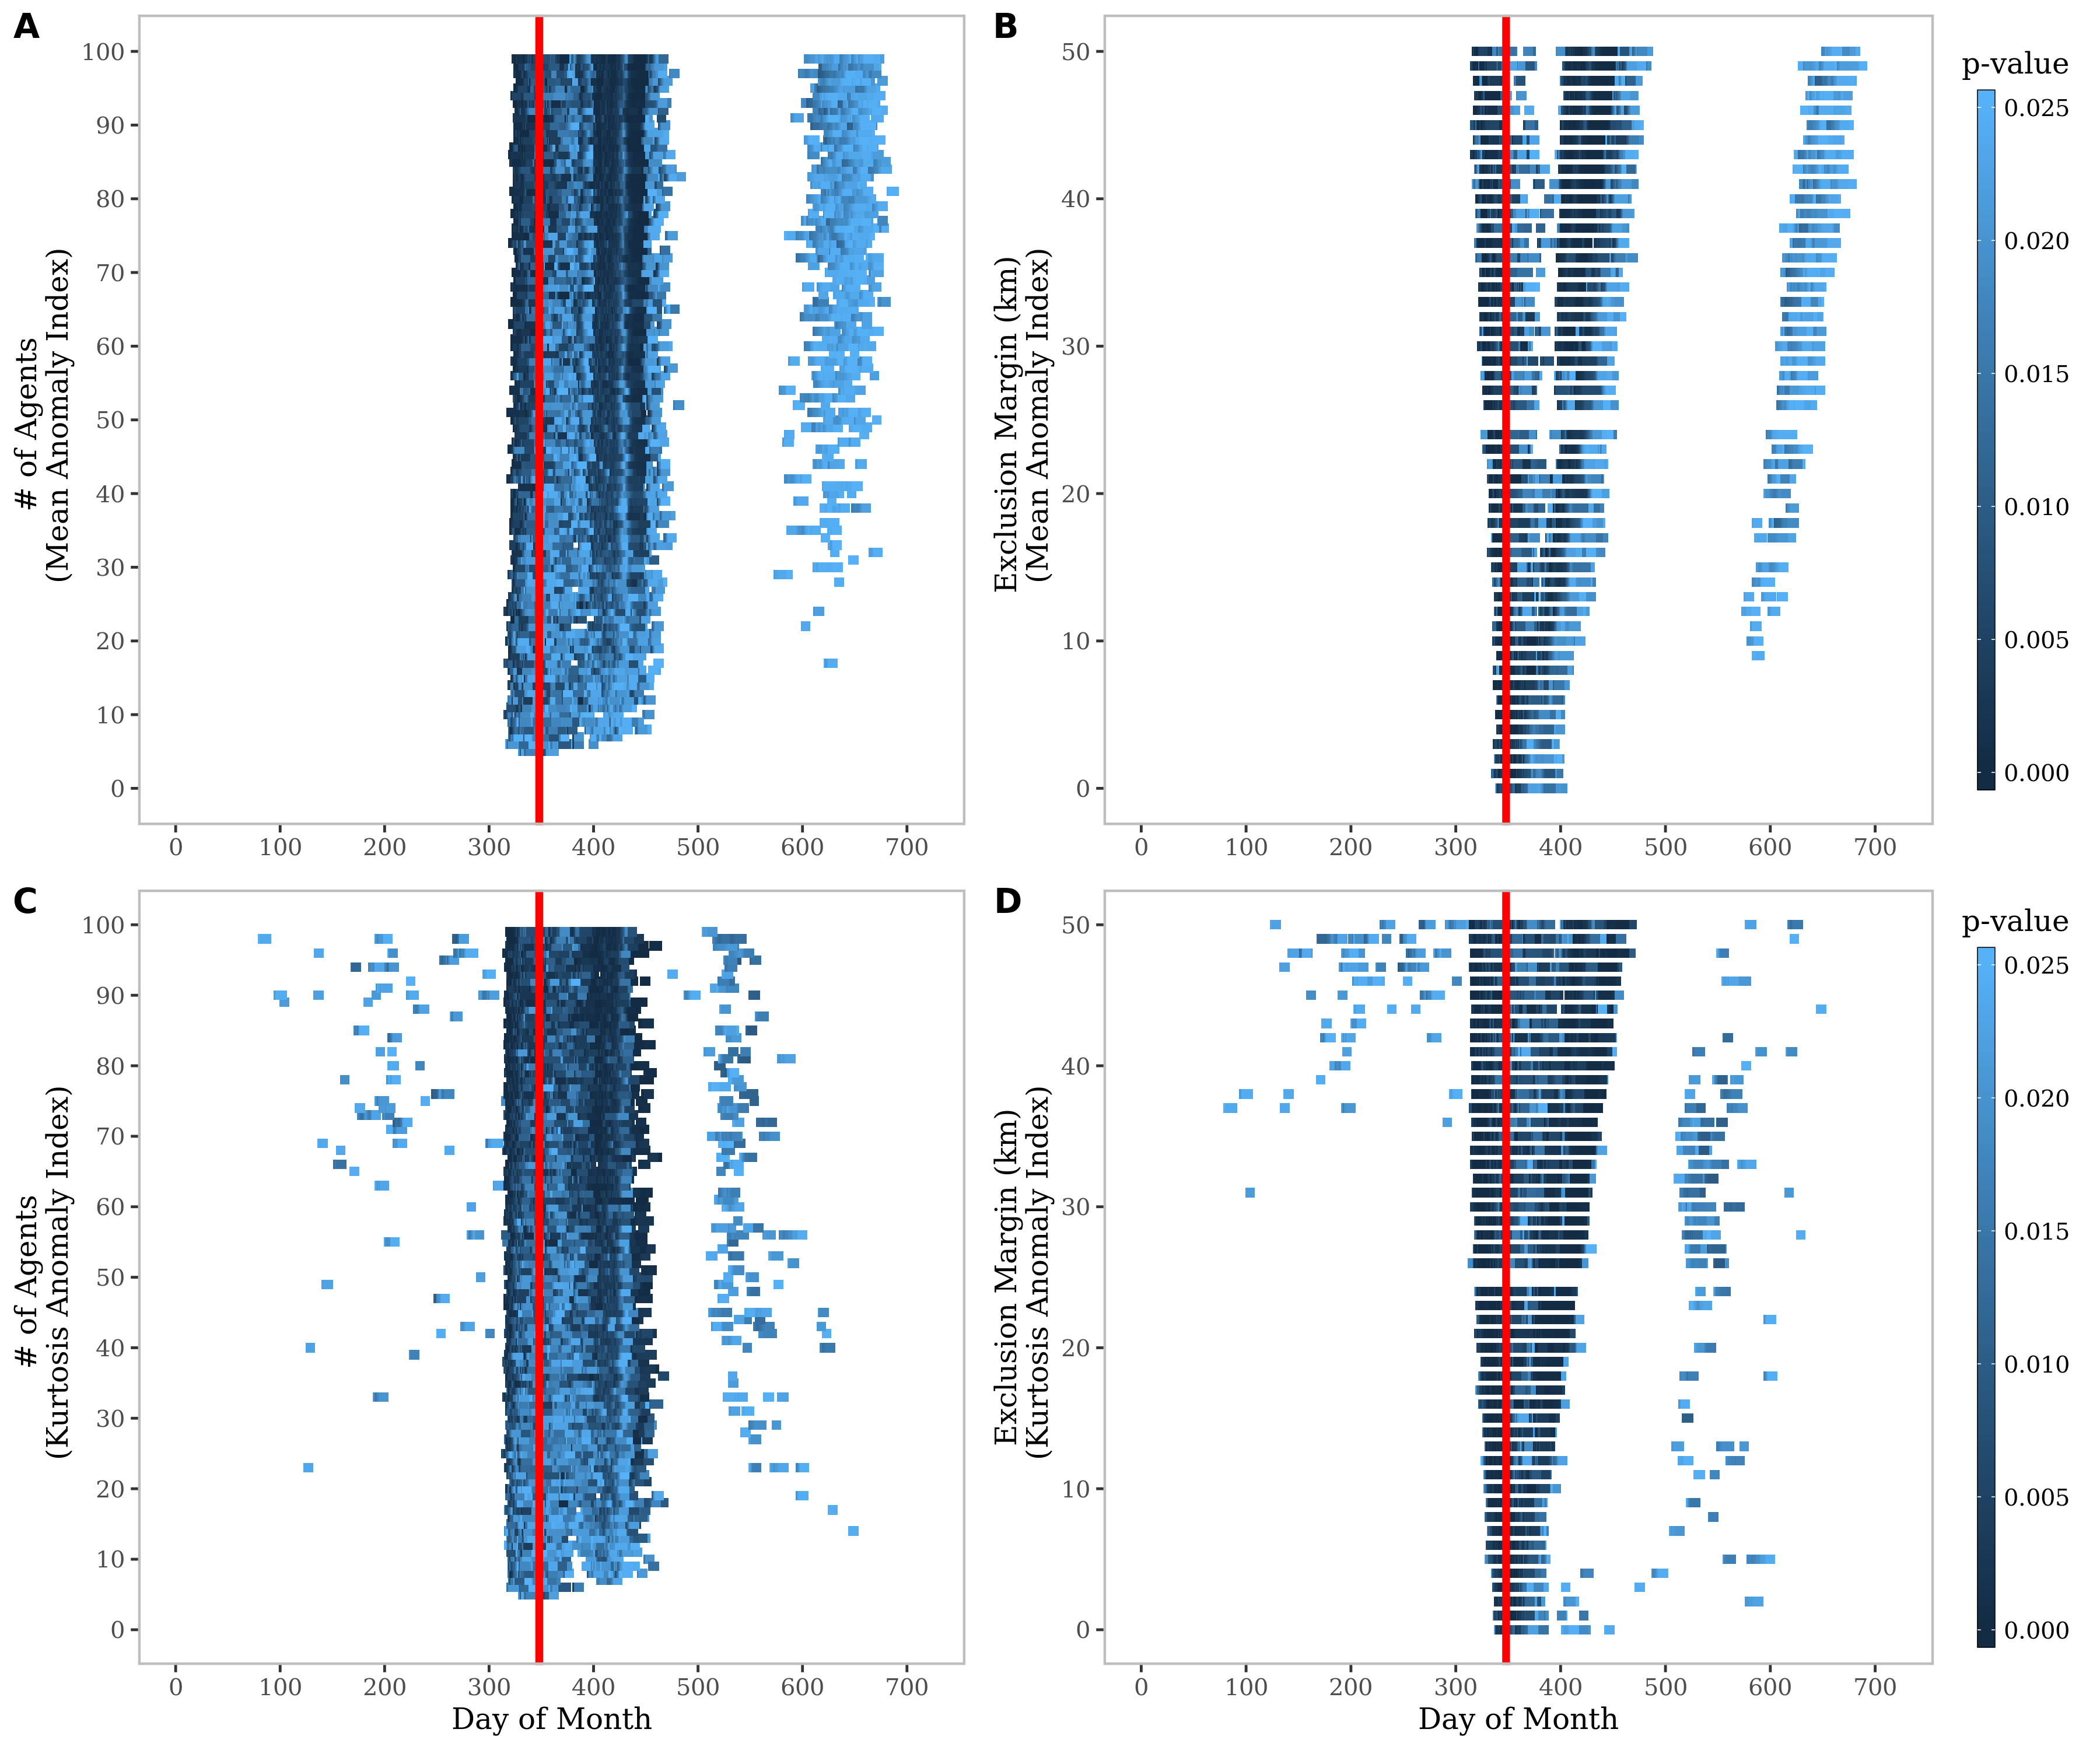 A
B
100
90
80
70
60
50
40
30
20
10
0
# of Agents
(Mean Anomaly Index)
0 100 200 300 400 500 600 700
50
40
30
20
10
0
Exclusion Margin (km)
(Mean Anomaly Index)
0 100 200 300 400 500 600 700
p-value
0.025
0.020
0.015
0.010
0.005
0.000
C
D
100
90
80
70
60
50
40
30
20
10
0
# of Agents
(Kurtosis Anomaly Index)
0 100 200 300 400 500 600 700
Day of Month
50
40
30
20
10
0
Exclusion Margin (km)
(Kurtosis Anomaly Index)
0 100 200 300 400 500 600 700
Day of Month
p-value
0.025
0.020
0.015
0.010
0.005
0.000